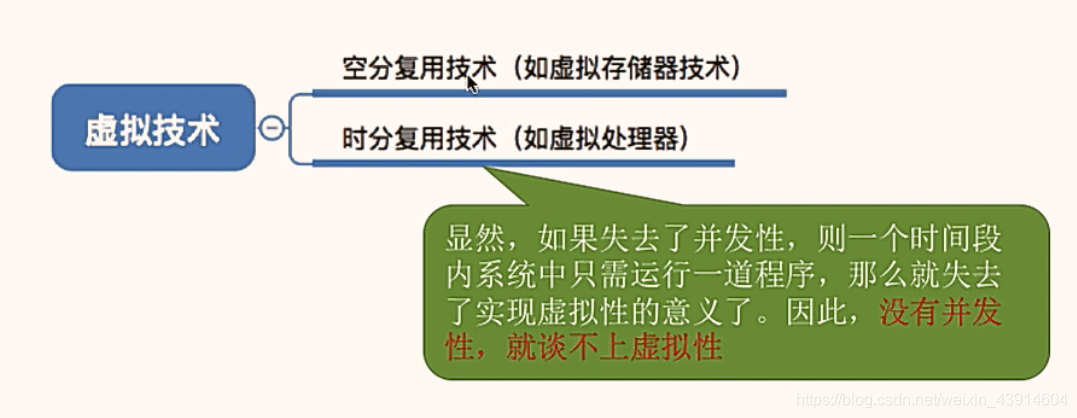 空分复用技术（如虚拟存储器技术）
虚拟技术
时分复用技术（如虚拟处理器）
显然，如果失去了并发性，则一个时间段
内系统中只需运行一道程序，那么就失去
了实现虚拟性的意义了。因此，没有并发
性，就谈不上虚拟性
https://blog.csdn.net/weixin_43914604